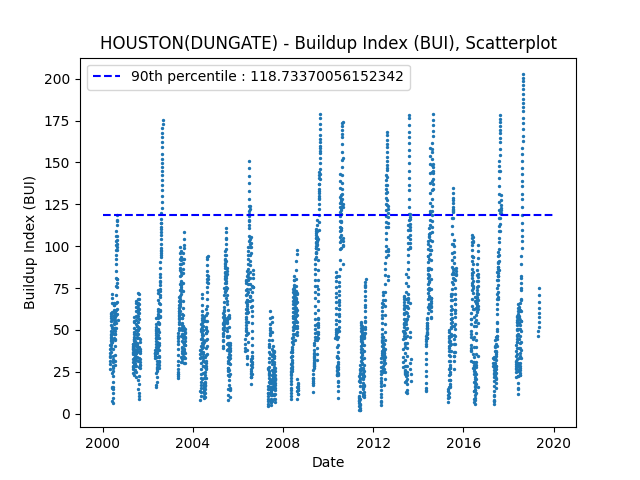 HOUSTON(DUNGATE) - Buildup Index (BUI), Scatterplot
90th percentile : 118.73370056152342
Buildup Index (BUI)
200
175
150
125
100
75
50
25
0
2000 2004 2008 2012 2016 2020
Date